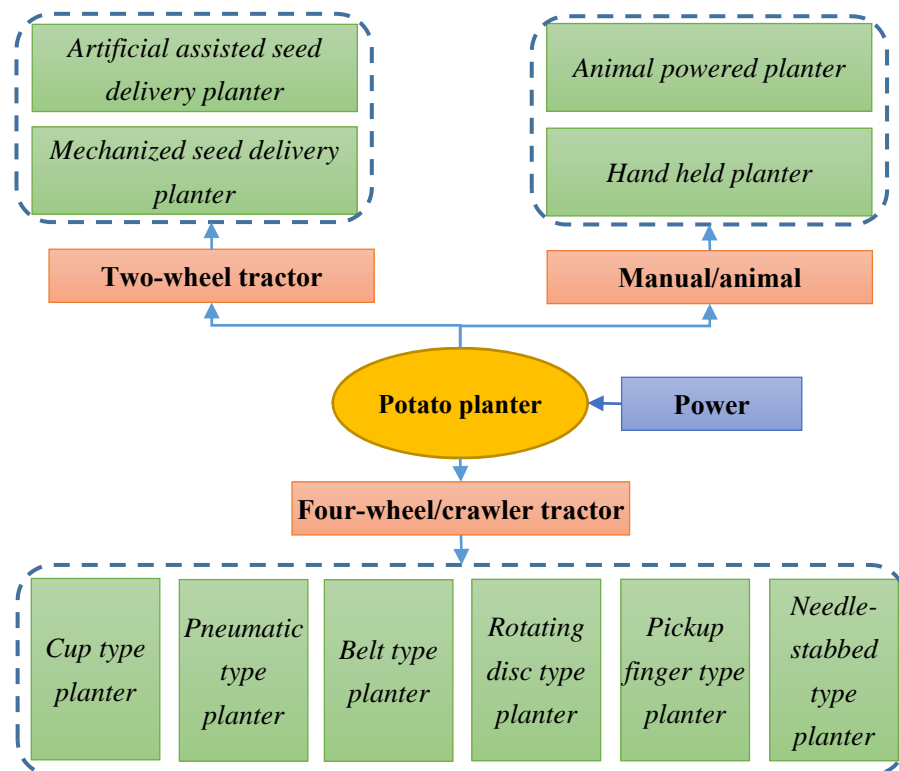 Artificial assisted seed
delivery planter
Mechanized seed delivery
planter
Animal powered planter
Hand held planter
Two-wheel tractor
Manual/animal
Potato planter
Power
Four-wheel/crawler tractor
Cup type
planter
Pneumatic
type
planter
Belt type
planter
Rotating
disc type
planter
Pickup
finger type
planter
Needle-
stabbed
type
planter